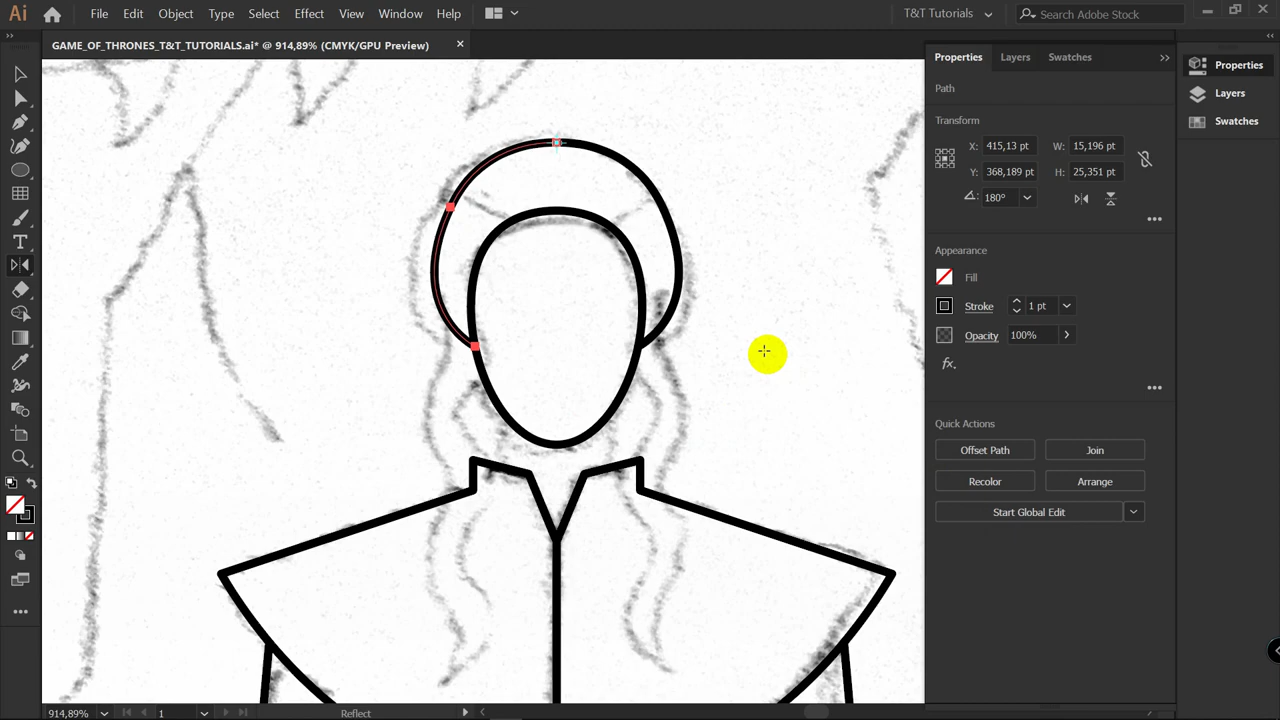 Ai File Edit Object Type Select Effect View Window Help T&T Tutorials Search Adobe Stock
GAME_OF_THRONES_T&T_TUTORIALS.ai* @ 914,89% (CMYK/GPU Preview)
Properties Layers Swatches
Properties
Layers
Swatches
Path
Transform
X: 415,13 pt W: 15,196 pt
Y: 368,189 pt H: 25,351 pt
180°
Appearance
Fill
Stroke 1 pt
Opacity 100%
fx.
Quick Actions
Offset Path Join
Recolor Arrange
Start Global Edit
914,89% 1 Reflect